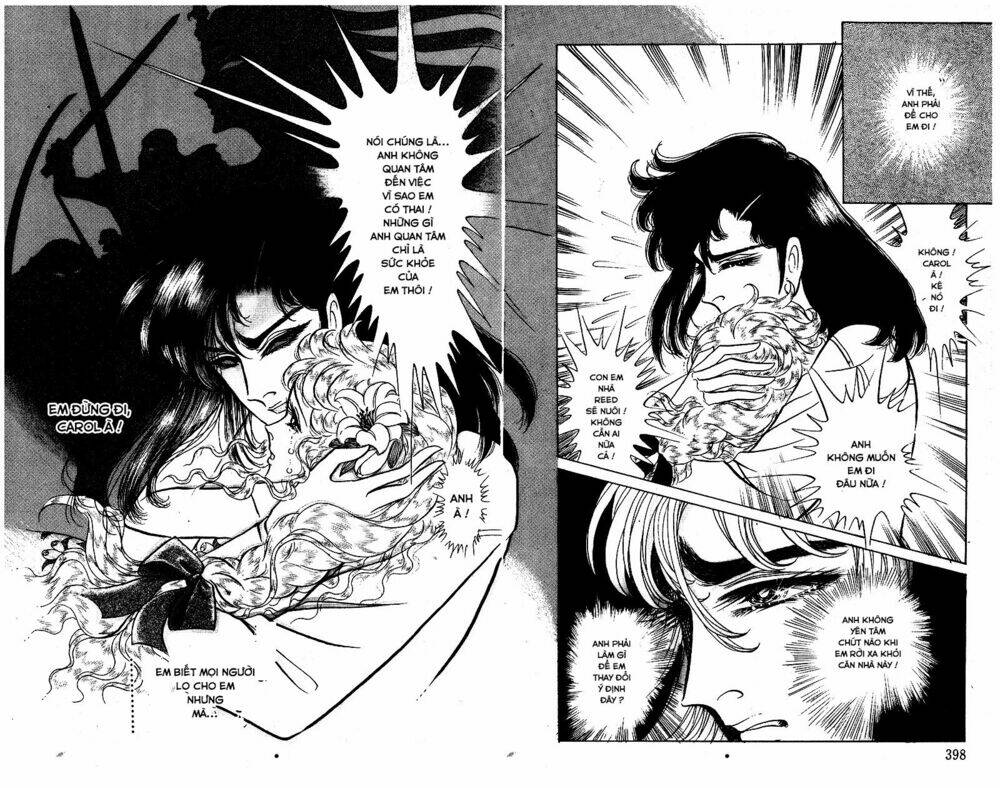 VÌ THẾ,
ANH PHẢI
ĐỂ CHO
EM ĐI !
KHÔNG !
CAROL
À !
KỆ
NÓ
ĐI !
CON EM
NHÀ
REED
SẼ NUÔI !
KHÔNG
CẦN AI
NỮA
CẢ !
ANH
KHÔNG MUỐN
EM ĐI
ĐÂU NỮA !
ANH KHÔNG
YÊN TÂM
CHÚT NÀO KHI
EM RỜI XA KHỎI
CĂN NHÀ NÀY !
ANH PHẢI
LÀM GÌ
ĐỂ EM
THAY ĐỔI
Ý ĐỊNH
ĐÂY ?
398
NÓI CHÚNG LÀ...
ANH KHÔNG
QUAN TÂM
ĐẾN VIỆC
VÌ SAO EM
CÓ THAI !
NHỮNG GÌ
ANH QUAN TÂM
CHỈ LÀ
SỨC KHỎE
CỦA
EM THÔI !
EM ĐỪNG ĐI,
CAROL À !
ANH
À !
EM BIẾT MỌI NGƯỜI
LO CHO EM
NHƯNG
MÀ...